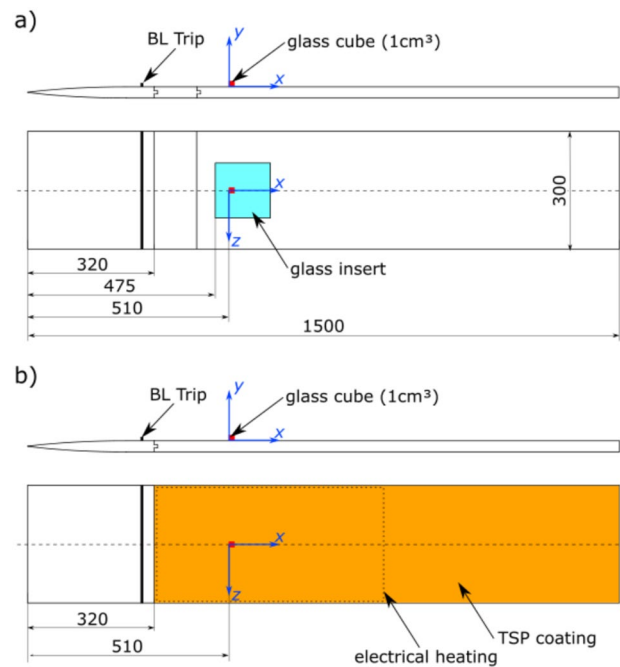 a)
BL Trip
y
glass cube (1cm³)
x
x
z
glass insert
300
320
475
510
1500
b)
BL Trip
y
glass cube (1cm³)
x
x
z
320
510
electrical heating
TSP coating